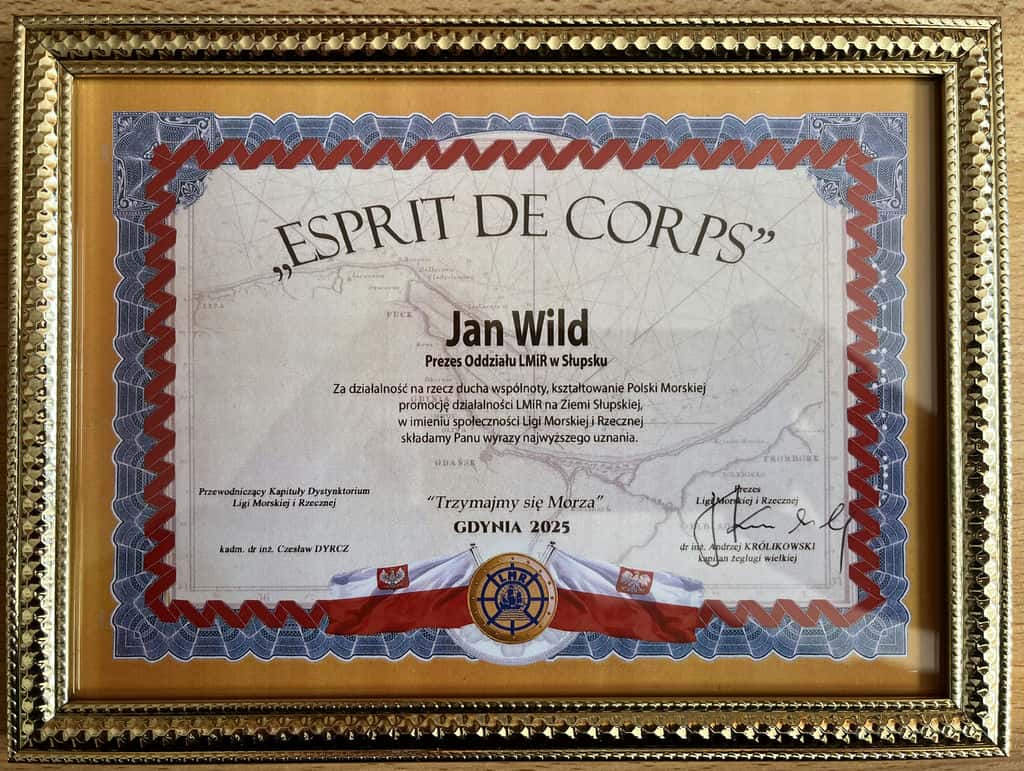 „ESPRIT DE CORPS”
Jan Wild
Prezes Oddziału LMiR w Słupsku
Za działalność na rzecz ducha wspólnoty, kształtowanie Polski Morskiej
promocję działalności LMiR na Ziemi Słupskiej,
w imieniu społeczności Ligi Morskiej i Rzecznej
składamy Panu wyrazy najwyższego uznania.
Przewodniczący Kapituły Dystynktorium
Ligi Morskiej i Rzecznej
kadm. dr inż. Czesław DYRCZ
“Trzymajmy się Morza”
GDYNIA 2025
Prezes
Ligi Morskiej i Rzecznej
dr inż. Andrzej KRÓLIKOWSKI
kapitan żeglugi wielkiej
LMR
PUCK
GDAŃSK